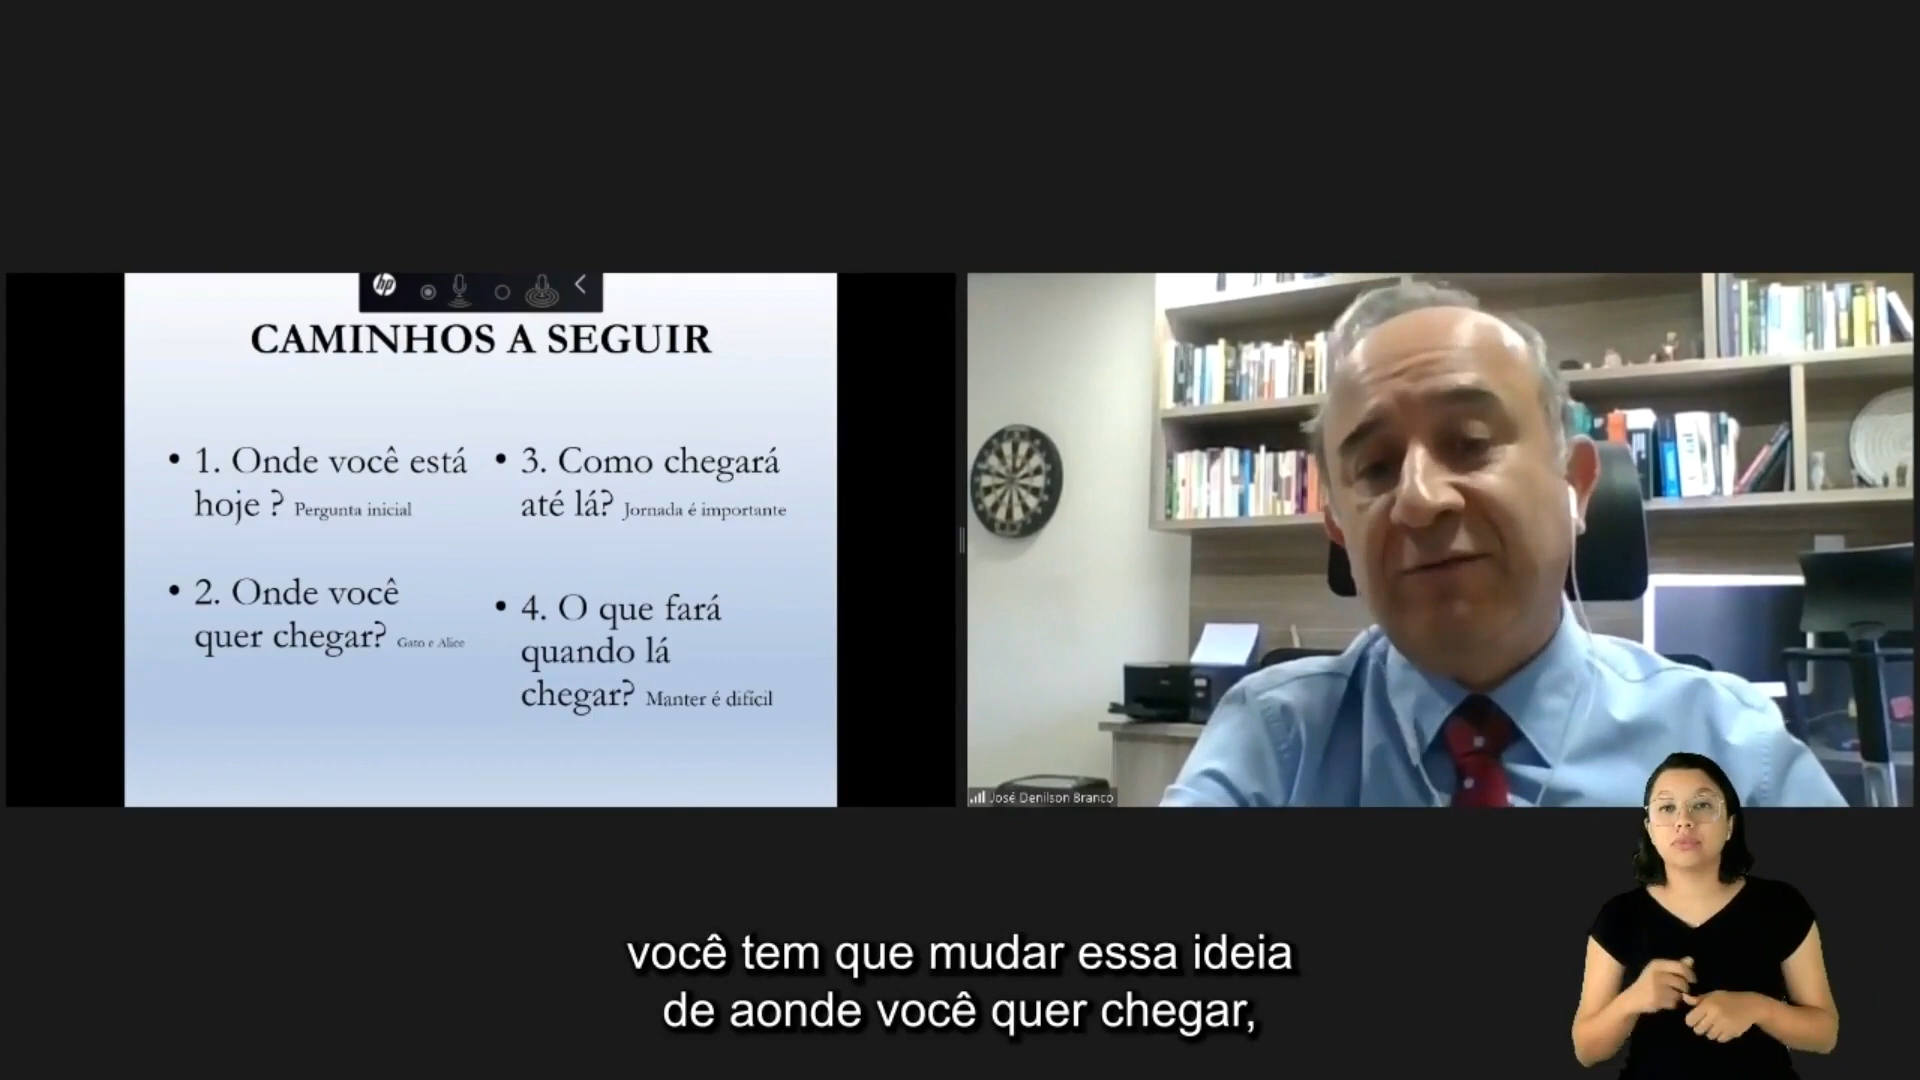 hp
CAMINHOS A SEGUIR
• 1. Onde você está
hoje ? Pergunta inicial
• 2. Onde você
quer chegar? Gato e Alice
• 3. Como chegará
até lá? Jornada é importante
• 4. O que fará
quando lá
chegar? Manter é difícil
José Denilson Branco
você tem que mudar essa ideia
de aonde você quer chegar,